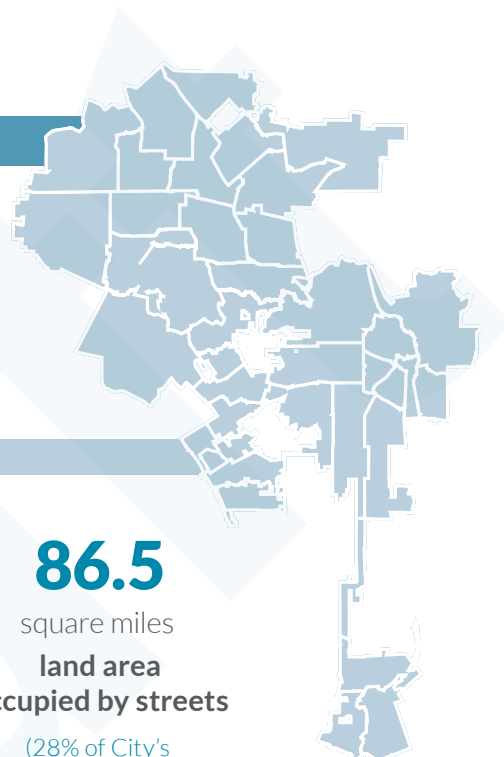 86.5
square miles
land area
ccupied by streets
(28% of City's